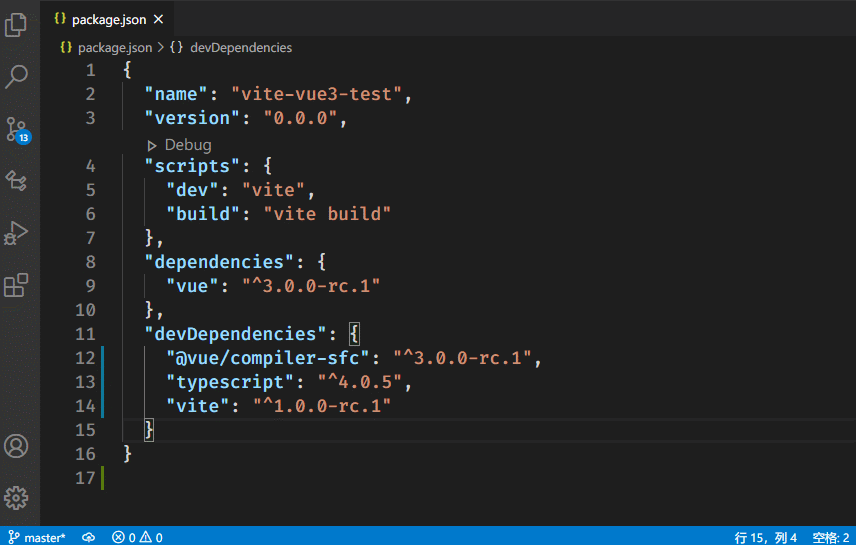 package.json ×
package.json > {} devDependencies
1 {
2 "name": "vite-vue3-test",
3 "version": "0.0.0",
Debug
4 "scripts": {
5 "dev": "vite",
6 "build": "vite build"
7 },
8 "dependencies": {
9 "vue": "^3.0.0-rc.1"
10 },
11 "devDependencies": {
12 "@vue/compiler-sfc": "^3.0.0-rc.1",
13 "typescript": "^4.0.5",
14 "vite": "^1.0.0-rc.1"
15 }
16 }
17
13
master* 0 0 行 15, 列 4 空格: 2